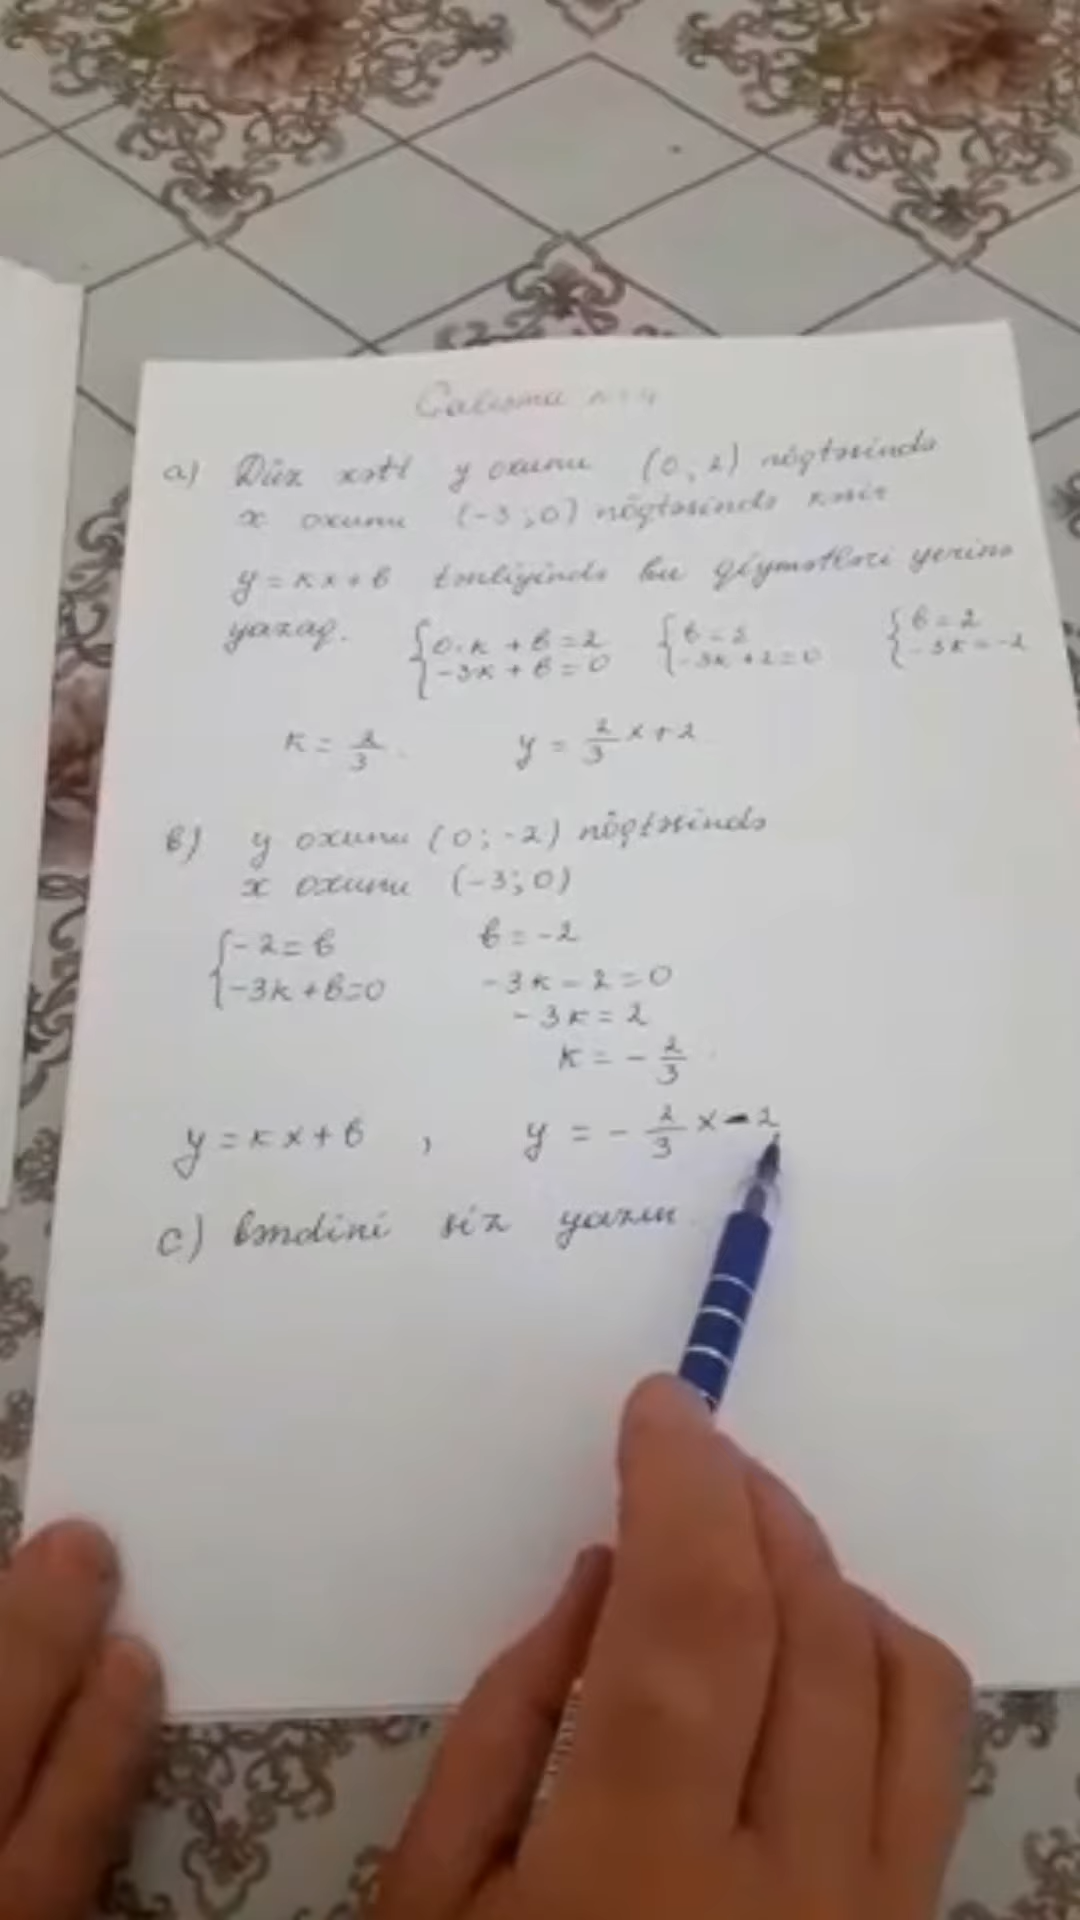 Çalışma №4
a) Düz xətt y oxunu (0; 2) nöqtəsində
x oxunu (-3; 0) nöqtəsində kəsir
y = kx + b tənliyində bu qiymətləri yerinə
yazaq. { 0·k + b = 2 { b = 2 { b = 2
-3k + b = 0 -3k + 2 = 0 -3k = -2
k = 2/3. y = 2/3 x + 2
b) y oxunu (0; -2) nöqtəsində
x oxunu (-3; 0)
{ -2 = b b = -2
-3k + b = 0 -3k - 2 = 0
-3k = 2
k = - 2/3
y = kx + b , y = - 2/3 x - 2
c) bəndini siz yazın.